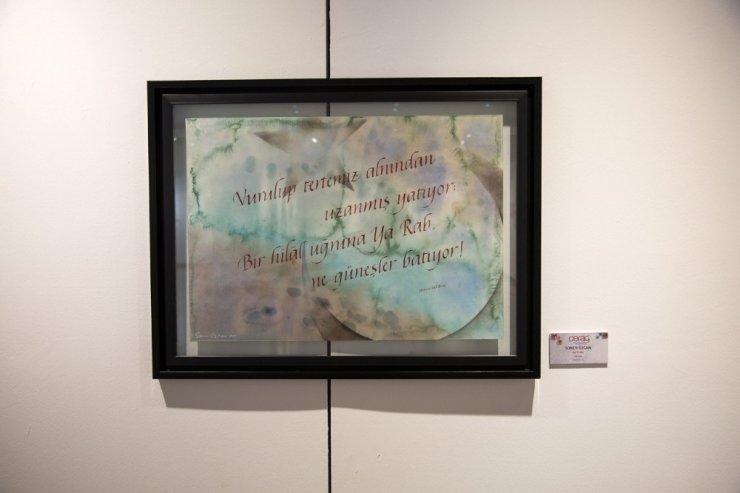 Vurulup tertemiz alnından
uzanmış yatıyor;
Bir hilâl uğruna Ya Rab,
ne güneşler batıyor!